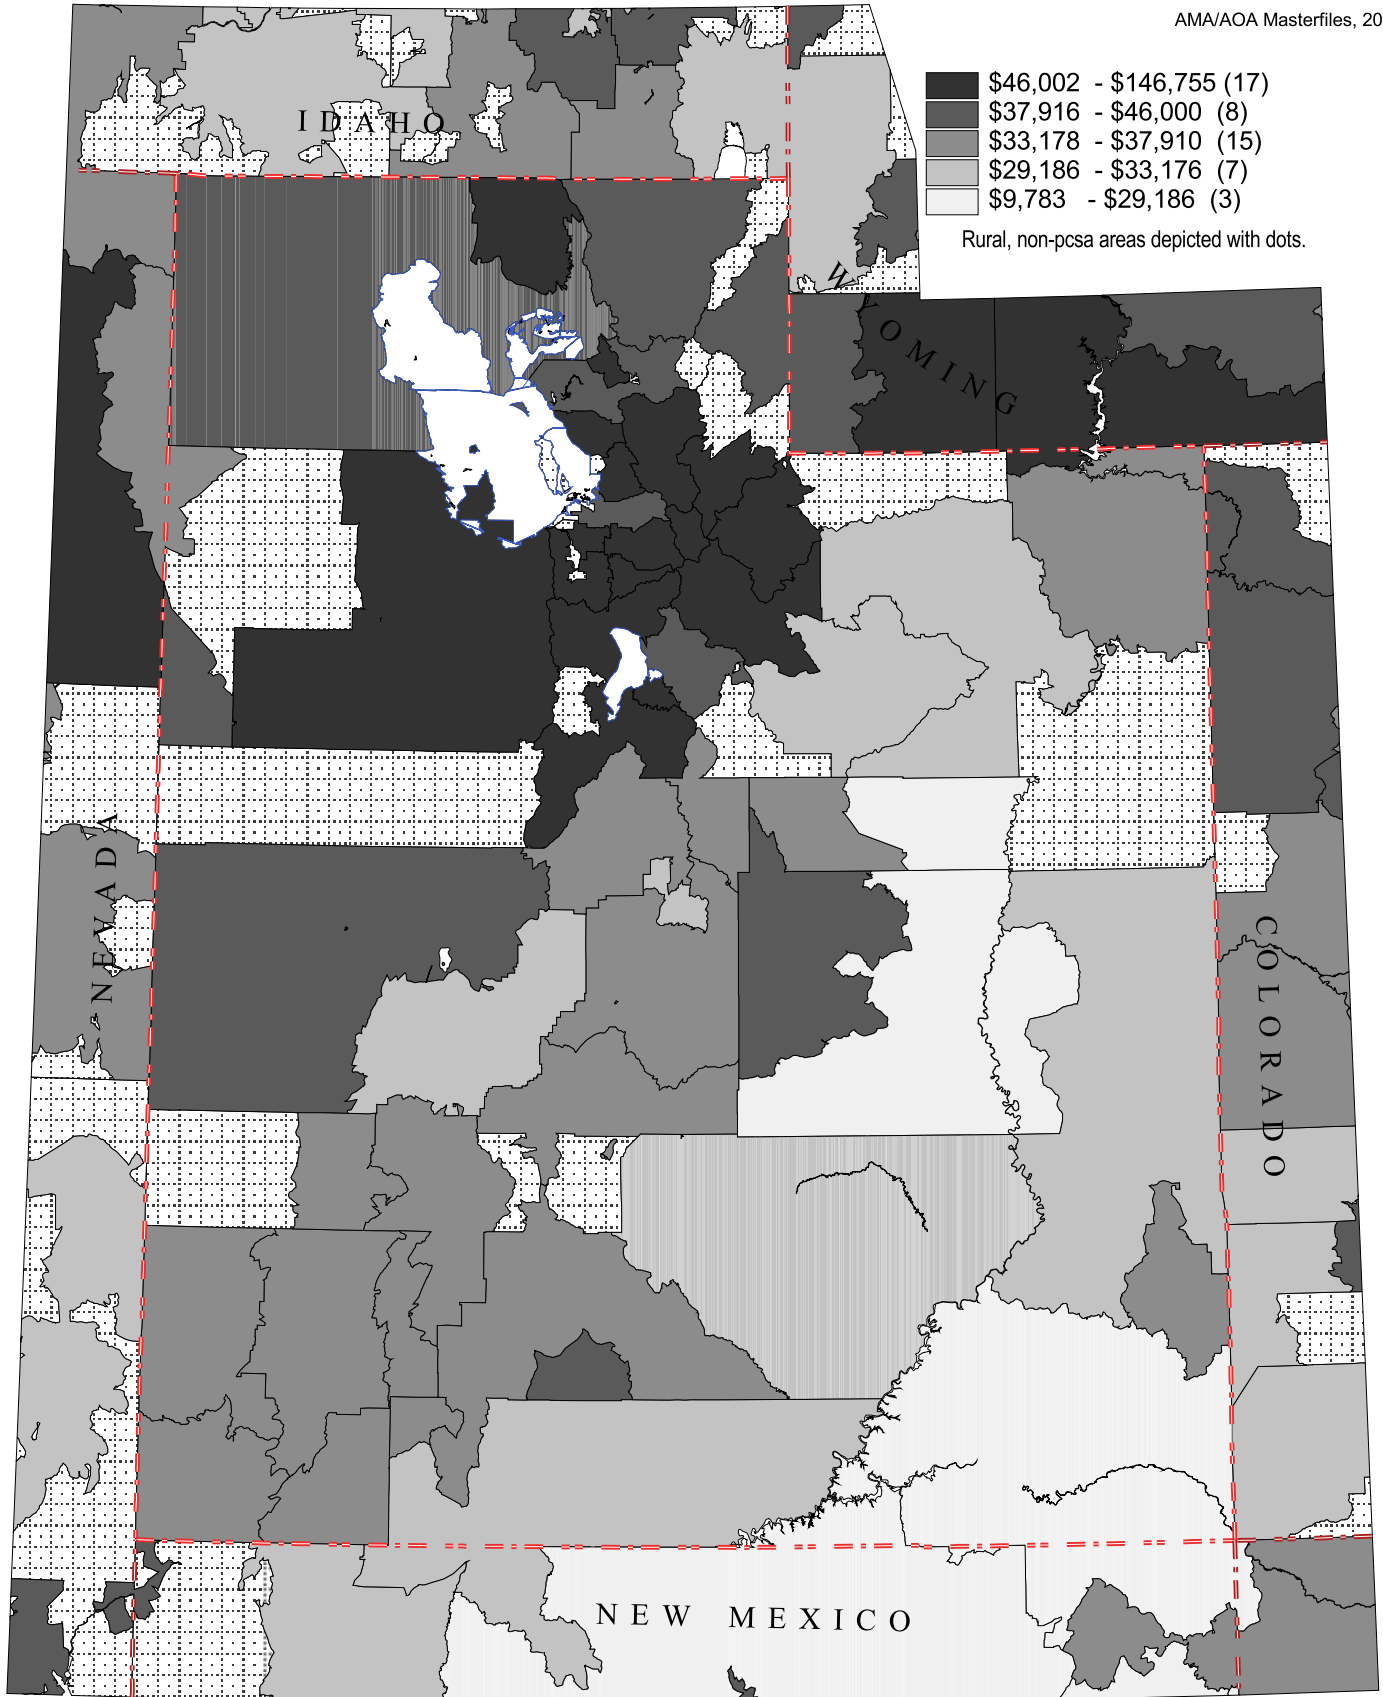 AMA/AOA Masterfiles, 20
$46,002 - $146,755 (17)
$37,916 - $46,000 (8)
$33,178 - $37,910 (15)
$29,186 - $33,176 (7)
$9,783 - $29,186 (3)
Rural, non-pcsa areas depicted with dots.
IDAHO
WYOMING
NEVADA
COLORADO
NEW MEXICO